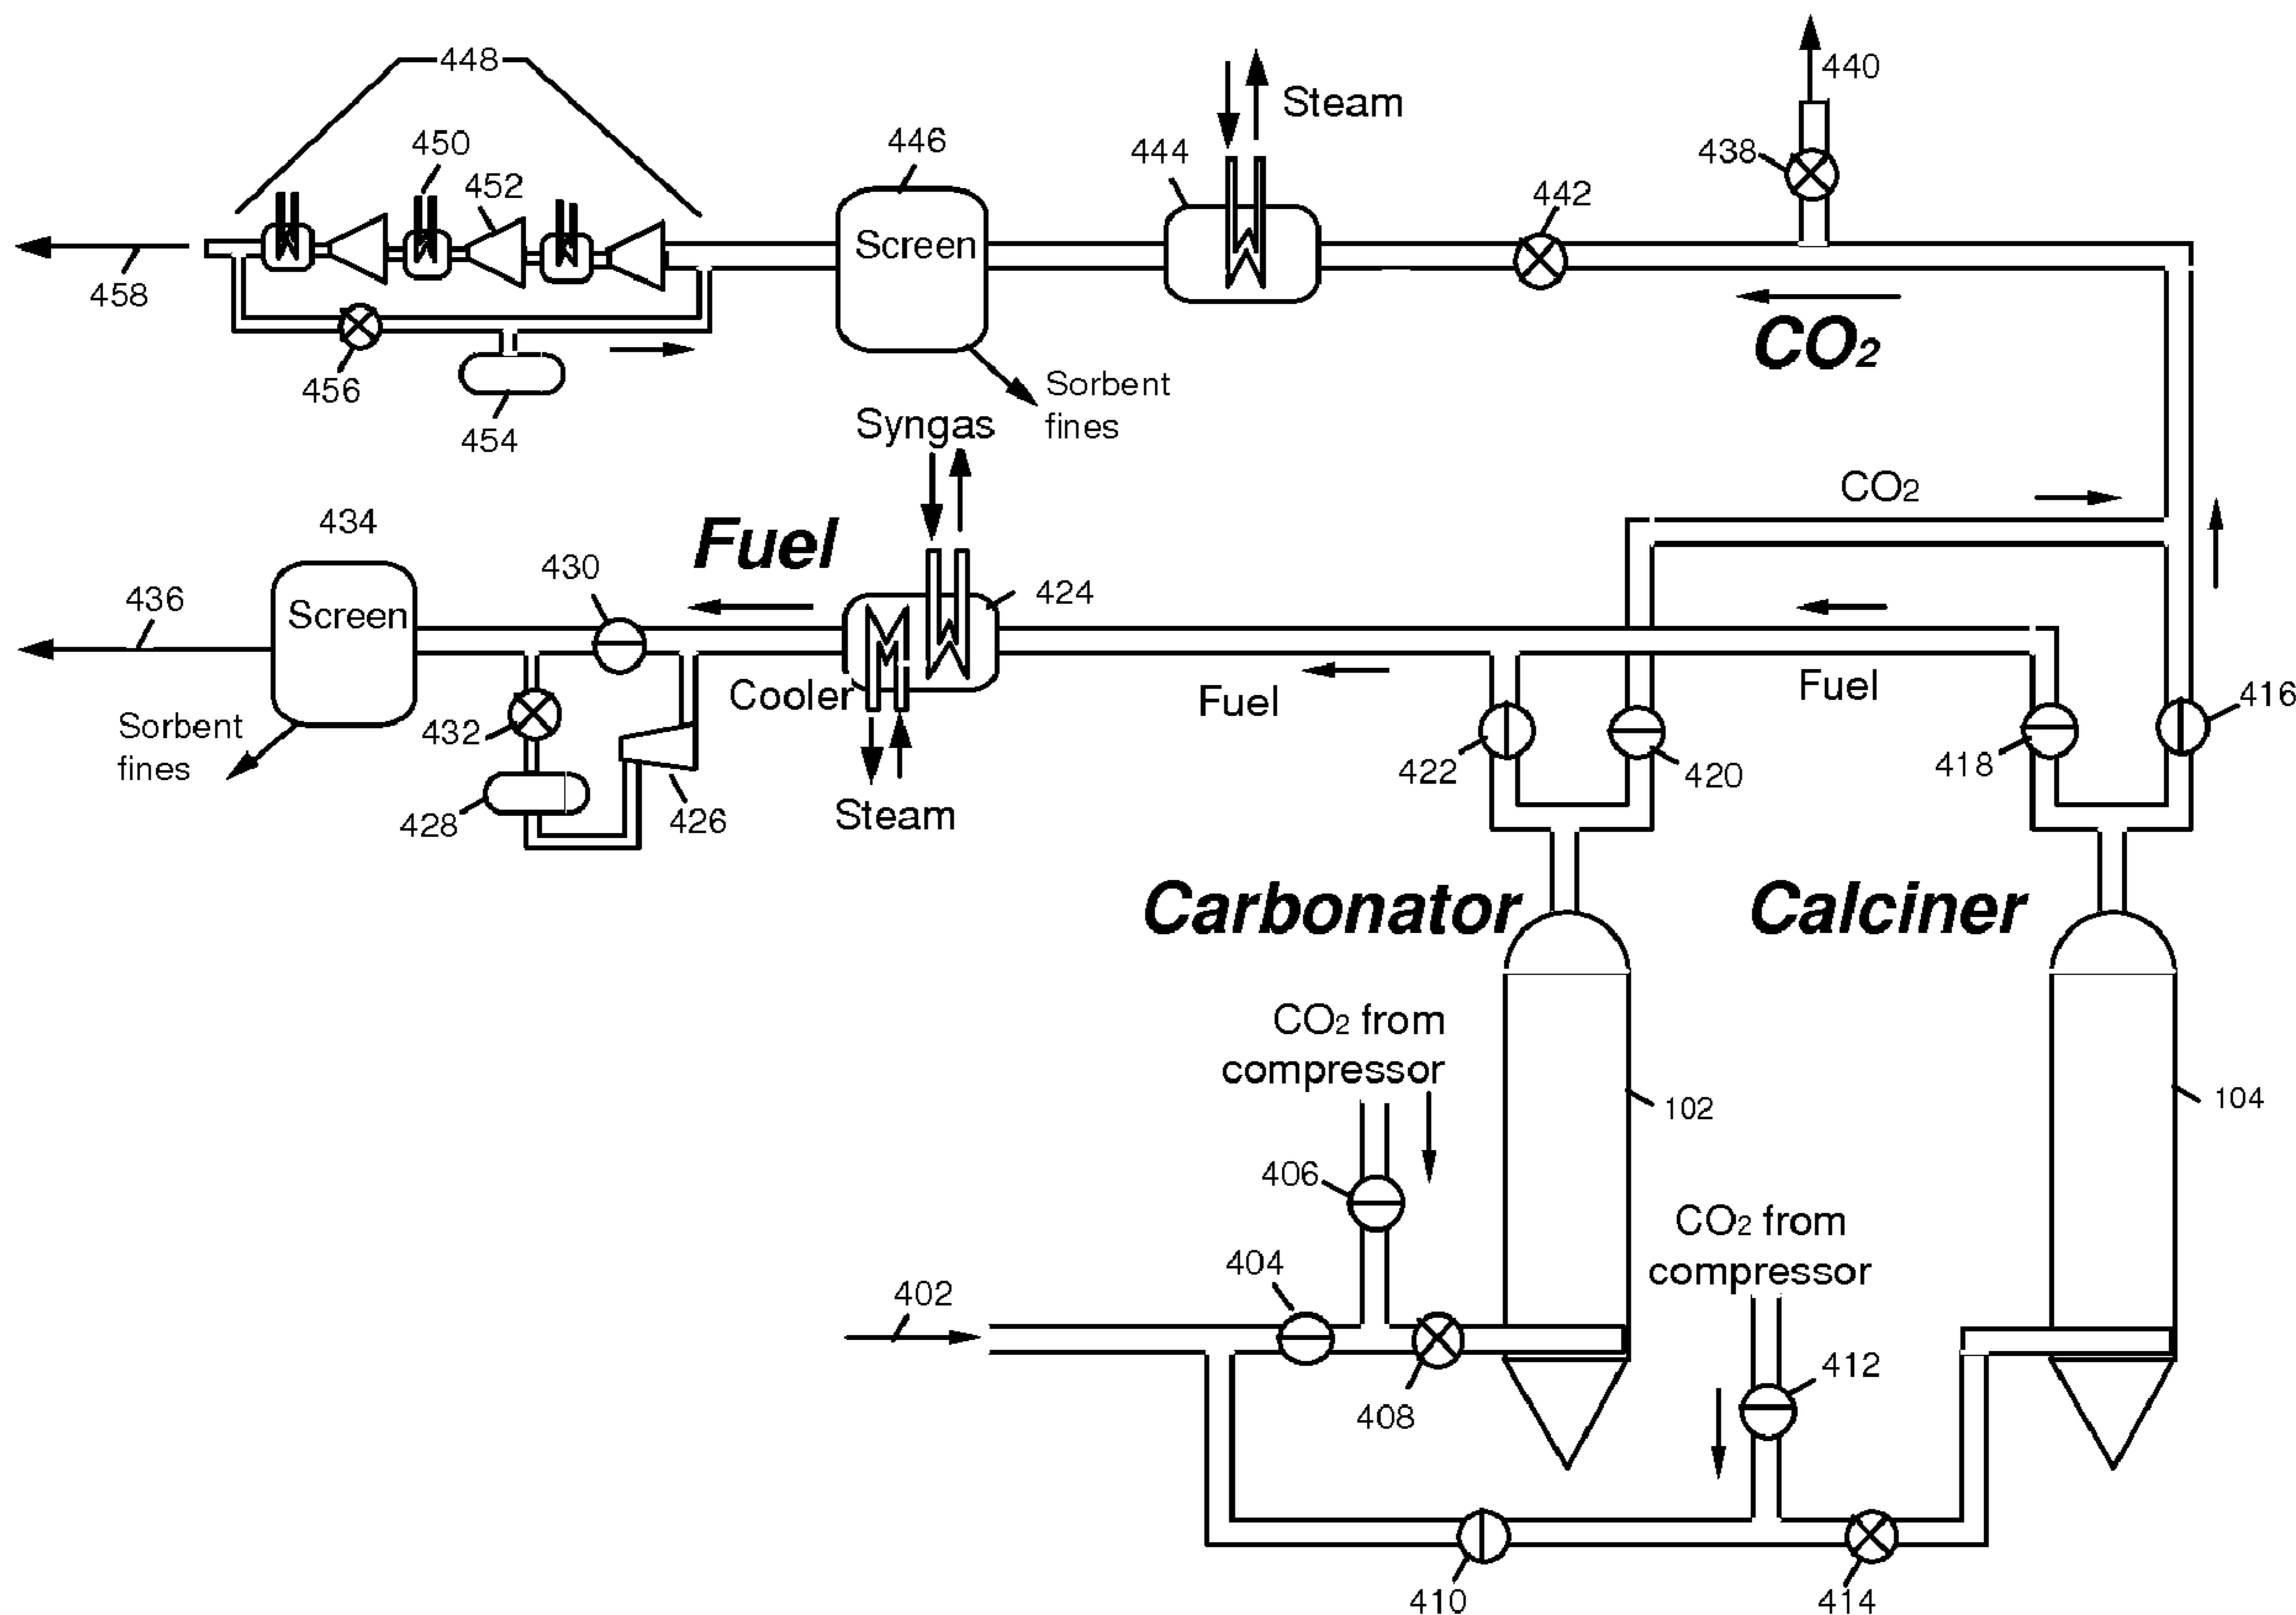 448
440
Steam
450
446
444
438
452
442
Screen
458
CO2
456
Sorbent
fines
454
Syngas
CO2
434
Fuel
430
424
436
Screen
Cooler
Fuel
Fuel
416
Sorbent
fines
432
422
420
418
428
426
Steam
Carbonator
Calciner
CO2 from
compressor
102
104
406
CO2 from
compressor
404
402
412
408
410
414